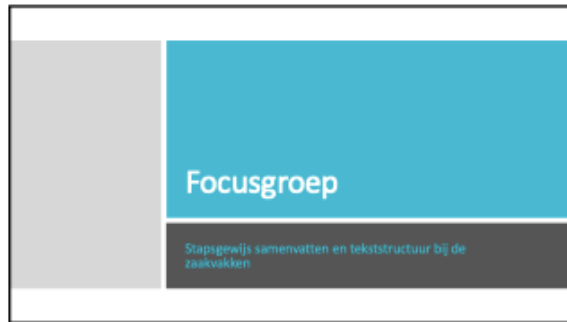 Focusgroep
Stapsgewijs samenvatten en tekststructuur bij de
zaakvakken